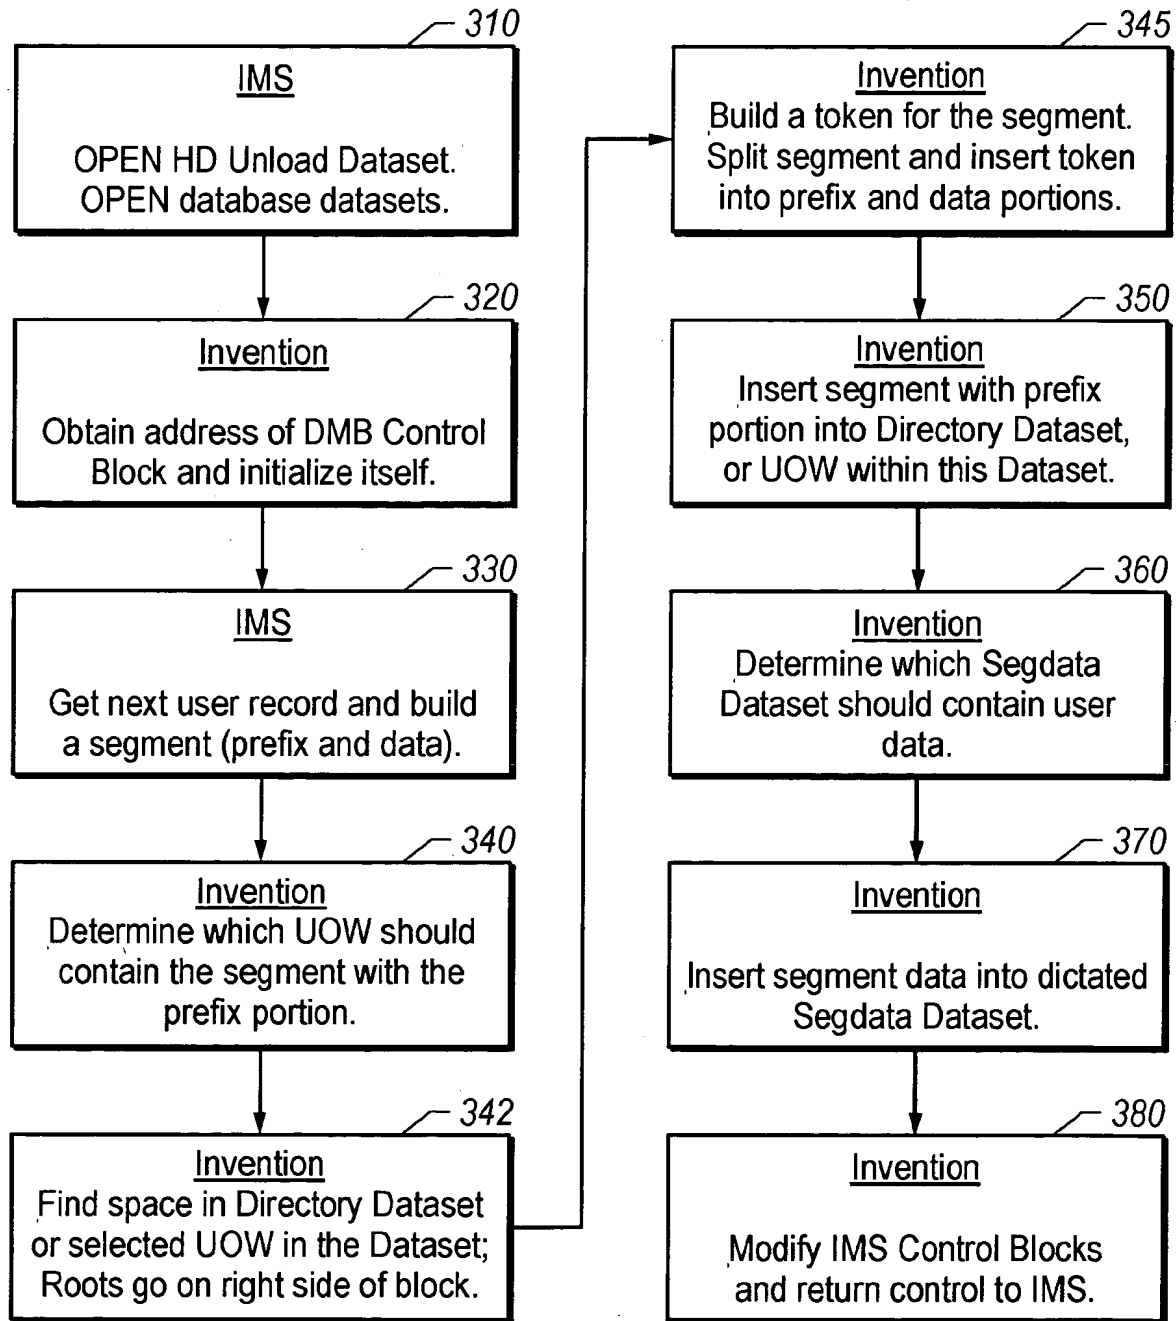 310
IMS
OPEN HD Unload Dataset.
OPEN database datasets.
320
Invention
Obtain address of DMB Control
Block and initialize itself.
330
IMS
Get next user record and build
a segment (prefix and data).
340
Invention
Determine which UOW should
contain the segment with the
prefix portion.
342
Invention
Find space in Directory Dataset
or selected UOW in the Dataset;
Roots go on right side of block.
345
Invention
Build a token for the segment.
Split segment and insert token
into prefix and data portions.
350
Invention
Insert segment with prefix
portion into Directory Dataset,
or UOW within this Dataset.
360
Invention
Determine which Segdata
Dataset should contain user
data.
370
Invention
Insert segment data into dictated
Segdata Dataset.
380
Invention
Modify IMS Control Blocks
and return control to IMS.